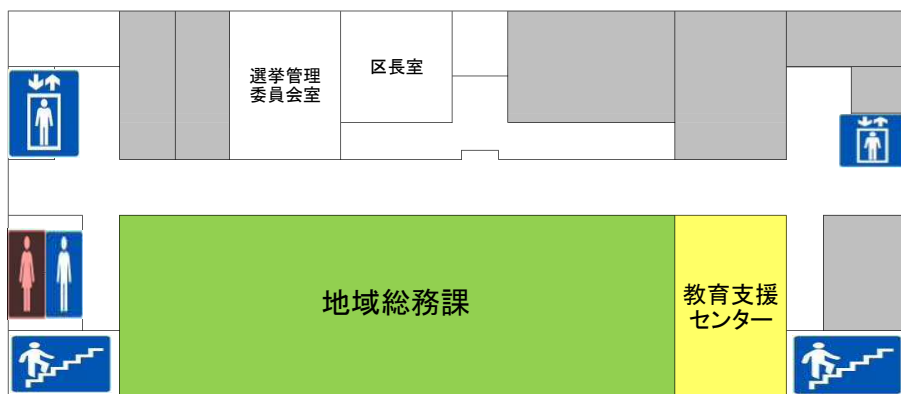 選挙管理
委員会室
区長室
地域総務課
教育支援
センター